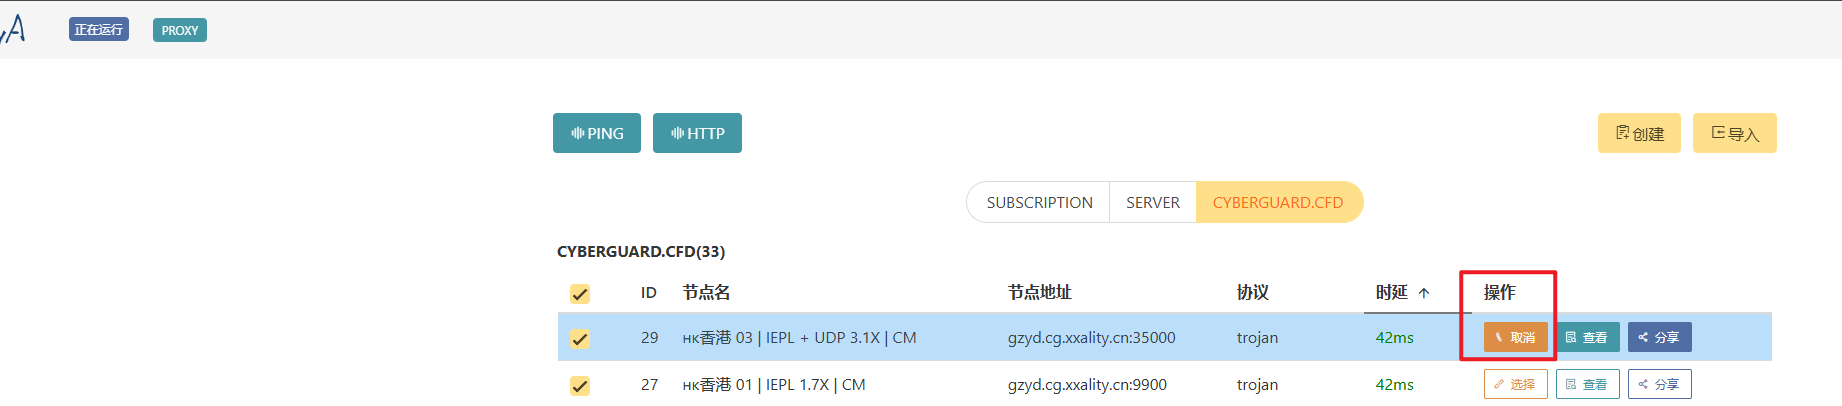 正在运行 PROXY
PING HTTP 创建 导入
SUBSCRIPTION SERVER CYBERGUARD.CFD
CYBERGUARD.CFD(33)
ID 节点名 节点地址 协议 时延 ↑ 操作
29 HK香港 03 | IEPL + UDP 3.1X | CM gzyd.cg.xxality.cn:35000 trojan 42ms 取消 查看 分享
27 HK香港 01 | IEPL 1.7X | CM gzyd.cg.xxality.cn:9900 trojan 42ms 选择 查看 分享